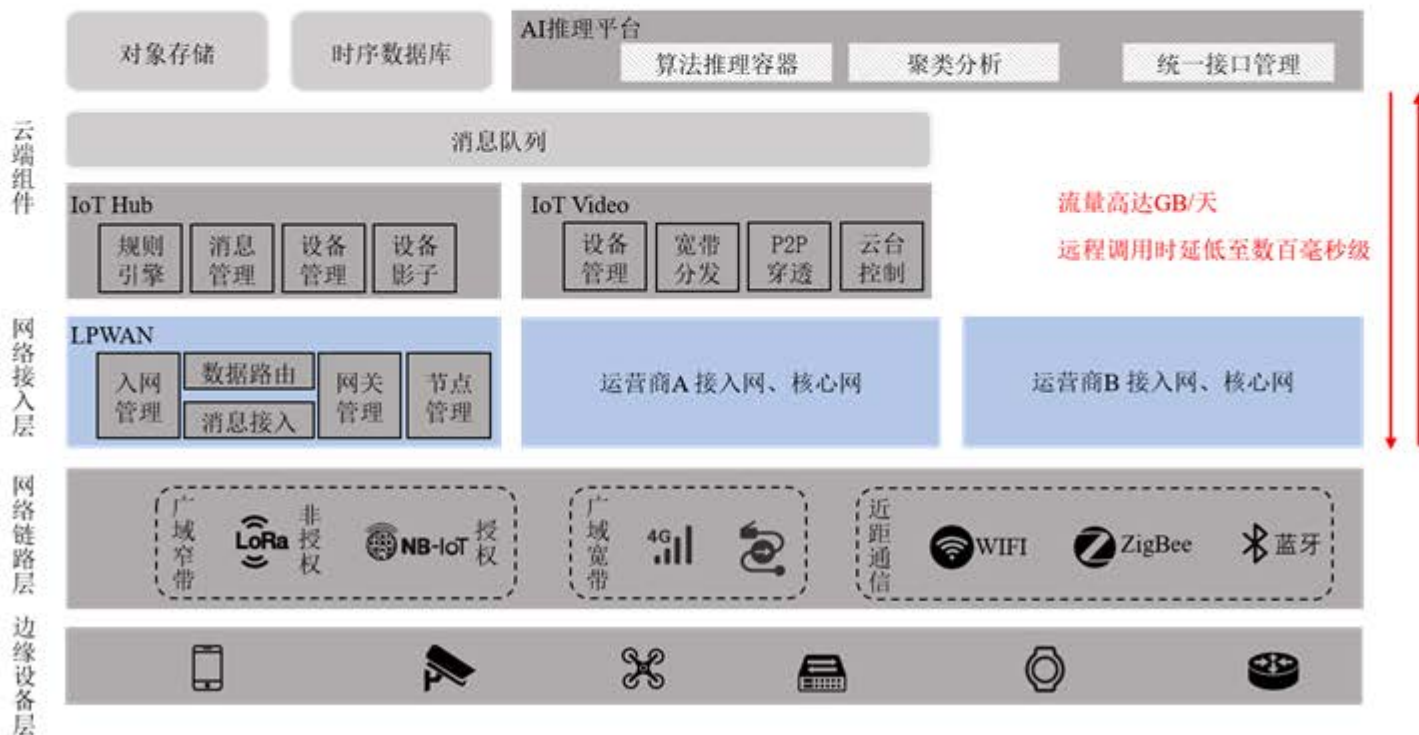 对象存储
时序数据库
AI推理平台
算法推理容器
聚类分析
统一接口管理
云端组件
消息队列
IoT Hub
规则
引擎
消息
管理
设备
管理
设备
影子
IoT Video
设备
管理
宽带
分发
P2P
穿透
云台
控制
流量高达GB/天
远程调用时延低至数百毫秒级
网络接入层
LPWAN
入网
管理
数据路由
消息接入
网关
管理
节点
管理
运营商A 接入网、核心网
运营商B 接入网、核心网
网络链路层
广域窄带
LoRa
非授权
NB-IoT
授权
广域宽带
4G
近距通信
WIFI
ZigBee
蓝牙
边缘设备层